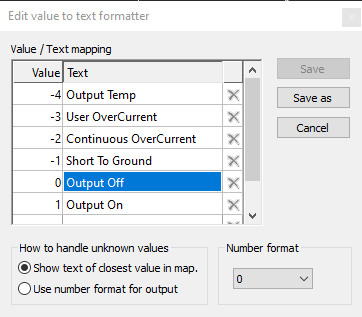 Edit value to text formatter
Value / Text mapping
Value Text
-4 Output Temp
-3 User OverCurrent
-2 Continuous OverCurrent
-1 Short To Ground
0 Output Off
1 Output On
Save
Save as
Cancel
How to handle unknown values
Show text of closest value in map.
Use number format for output
Number format
0